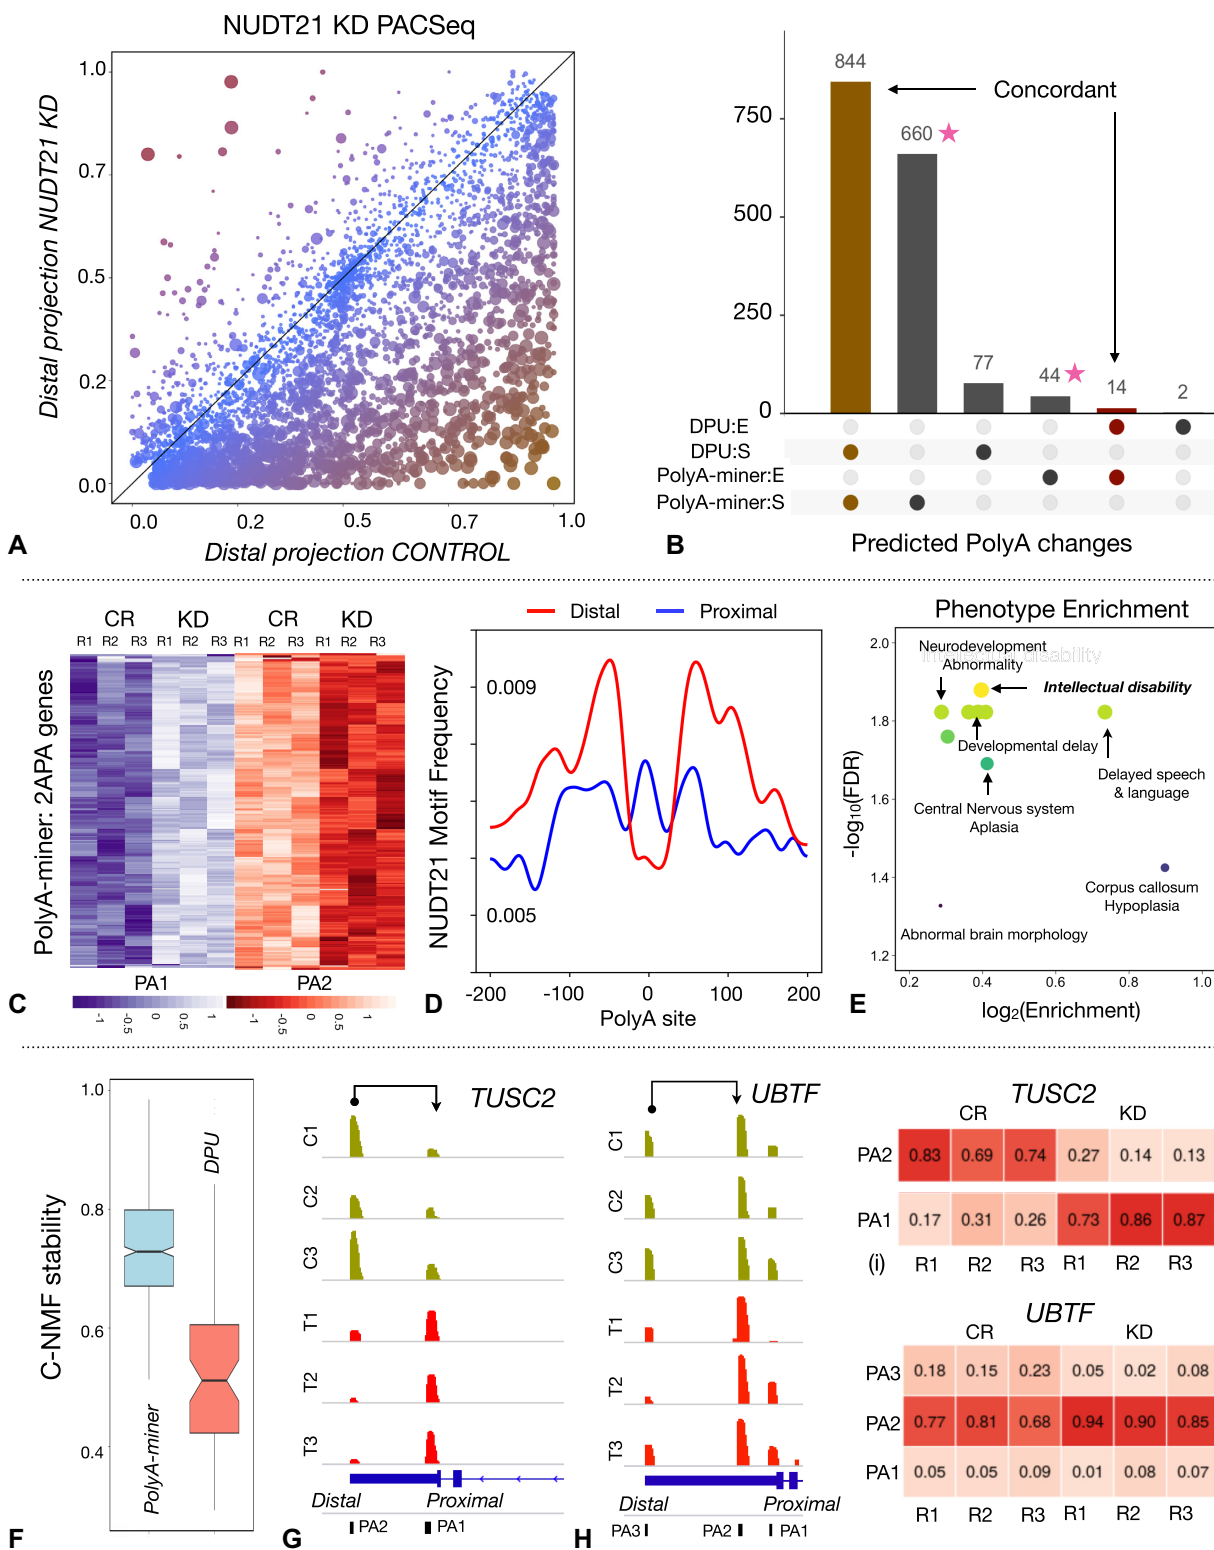 NUDT21 KD PACSeq
Distal projection NUDT21 KD
1.0
0.7
0.5
0.2
0.0
0.0 0.2 0.5 0.7 1.0
Distal projection CONTROL
A
844
Concordant
750
660
500
250
77
44
14
2
0
DPU:E
DPU:S
PolyA-miner:E
PolyA-miner:S
Predicted PolyA changes
B
CR KD CR KD
R1 R2 R3 R1 R2 R3 R1 R2 R3 R1 R2 R3
PolyA-miner: 2APA genes
PA1 PA2
-1 -0.5 0 0.5 1 -1 -0.5 0 0.5 1
C
Distal Proximal
NUDT21 Motif Frequency
0.009
0.005
-200 -100 0 100 200
PolyA site
D
Phenotype Enrichment
-log10(FDR)
2.0
1.8
1.6
1.4
1.2
Intellectual disability
Neurodevelopment
Abnormality
Intellectual disability
Developmental delay
Delayed speech
& language
Central Nervous system
Aplasia
Corpus callosum
Hypoplasia
Abnormal brain morphology
0.2 0.4 0.6 0.8 1.0
log2(Enrichment)
E
C-NMF stability
1.0
0.8
0.6
0.4
DPU
PolyA-miner
F
TUSC2
C1
C2
C3
T1
T2
T3
Distal Proximal
PA2 PA1
G
UBTF
C1
C2
C3
T1
T2
T3
Distal Proximal
PA3 PA2 PA1
H
TUSC2
CR KD
PA2 0.83 0.69 0.74 0.27 0.14 0.13
PA1 0.17 0.31 0.26 0.73 0.86 0.87
(i) R1 R2 R3 R1 R2 R3
UBTF
CR KD
PA3 0.18 0.15 0.23 0.05 0.02 0.08
PA2 0.77 0.81 0.68 0.94 0.90 0.85
PA1 0.05 0.05 0.09 0.01 0.08 0.07
R1 R2 R3 R1 R2 R3